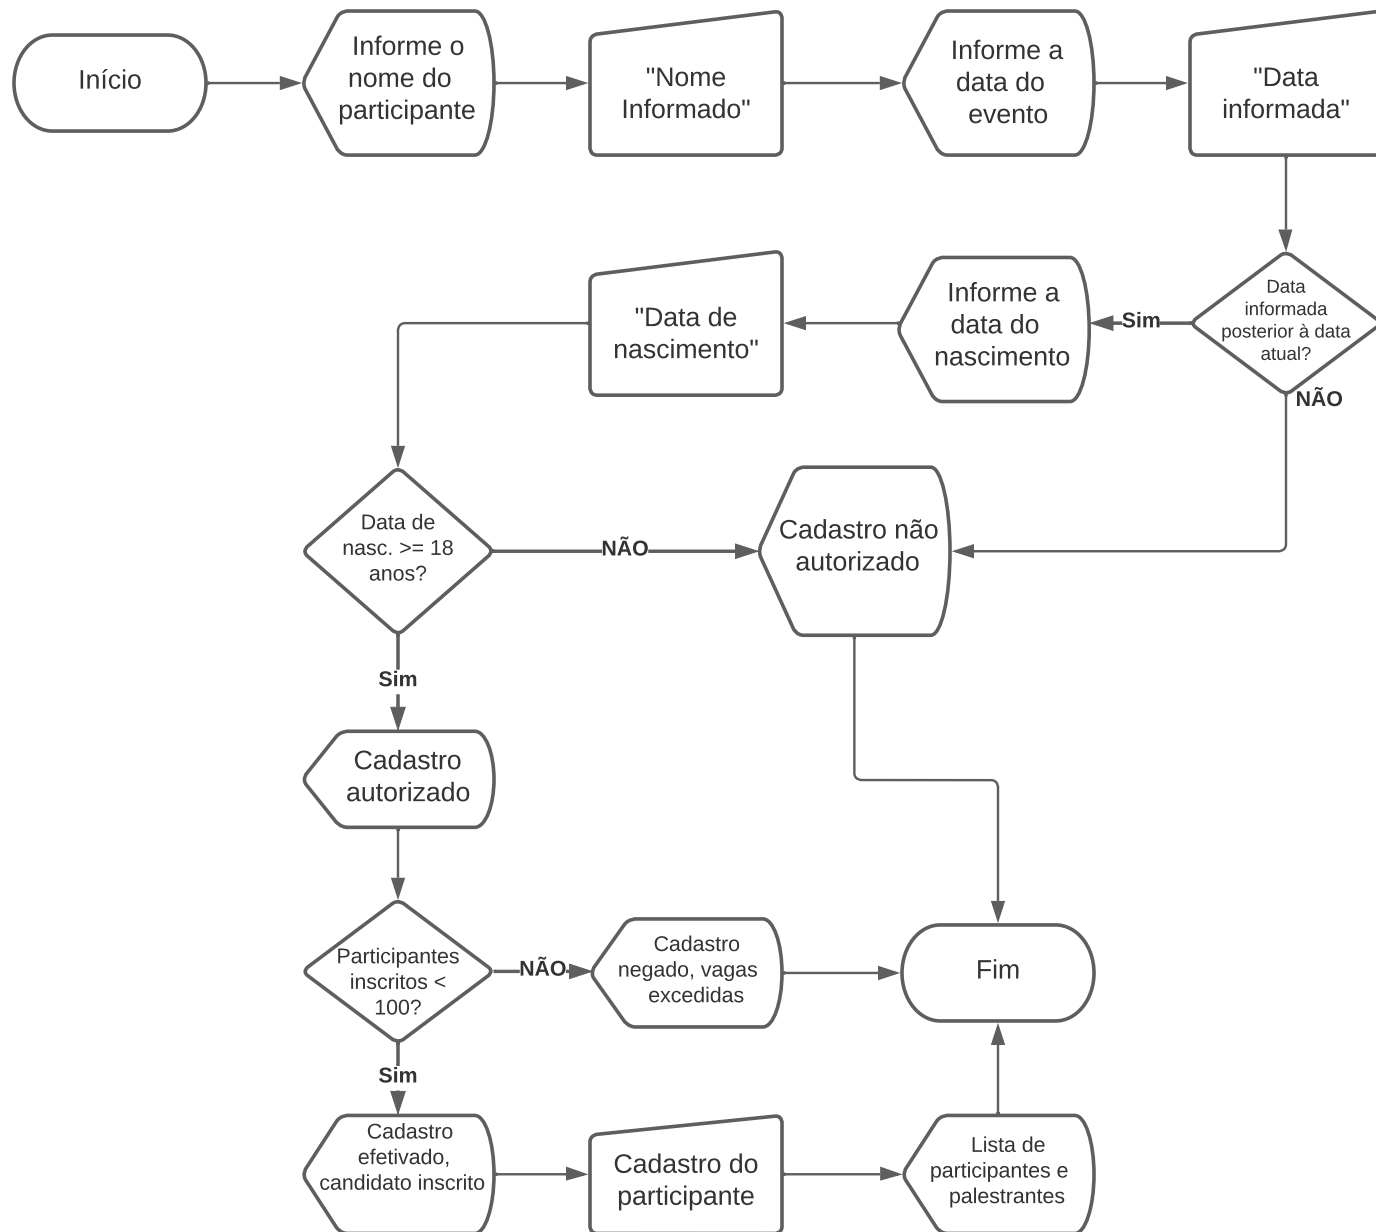 Início
Informe o
nome do
participante
"Nome
Informado"
Informe a
data do
evento
"Data
informada"
Data
informada
posterior à data
atual?
Sim
NÃO
Informe a
data do
nascimento
"Data de
nascimento"
Data de
nasc. >= 18
anos?
NÃO
Cadastro não
autorizado
Sim
Cadastro
autorizado
Participantes
inscritos <
100?
NÃO
Cadastro
negado, vagas
excedidas
Fim
Sim
Cadastro
efetivado,
candidato inscrito
Cadastro do
participante
Lista de
participantes e
palestrantes